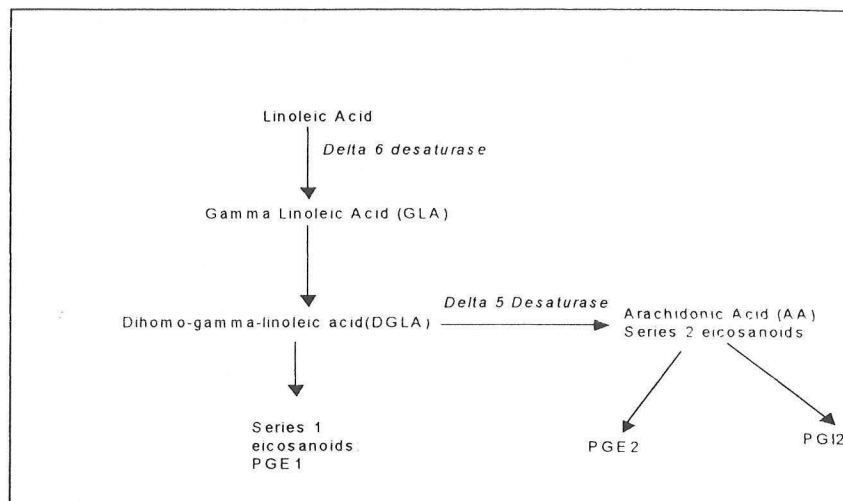 Linoleic Acid
Delta 6 desaturase
Gamma Linoleic Acid (GLA)
Delta 5 Desaturase
Dihomo-gamma-linoleic acid(DGLA)
Arachidonic Acid (AA)
Series 2 eicosanoids
Series 1
eicosanoids:
PGE1
PGE2
PGI2